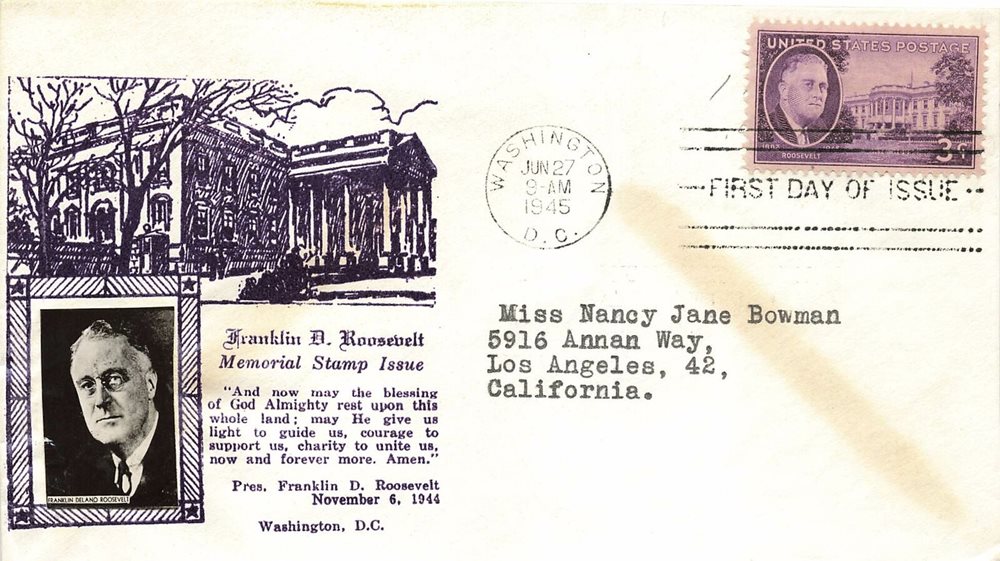 UNITED STATES POSTAGE
ROOSEVELT
3¢
WASHINGTON
JUN 27
9-AM
1945
D. C.
FIRST DAY OF ISSUE
Miss Nancy Jane Bowman
5916 Annan Way,
Los Angeles, 42,
California.
FRANKLIN DELANO ROOSEVELT
Franklin D. Roosevelt
Memorial Stamp Issue
"And now may the blessing
of God Almighty rest upon this
whole land; may He give us
light to guide us, courage to
support us, charity to unite us,
now and forever more. Amen."
Pres. Franklin D. Roosevelt
November 6, 1944
Washington, D.C.